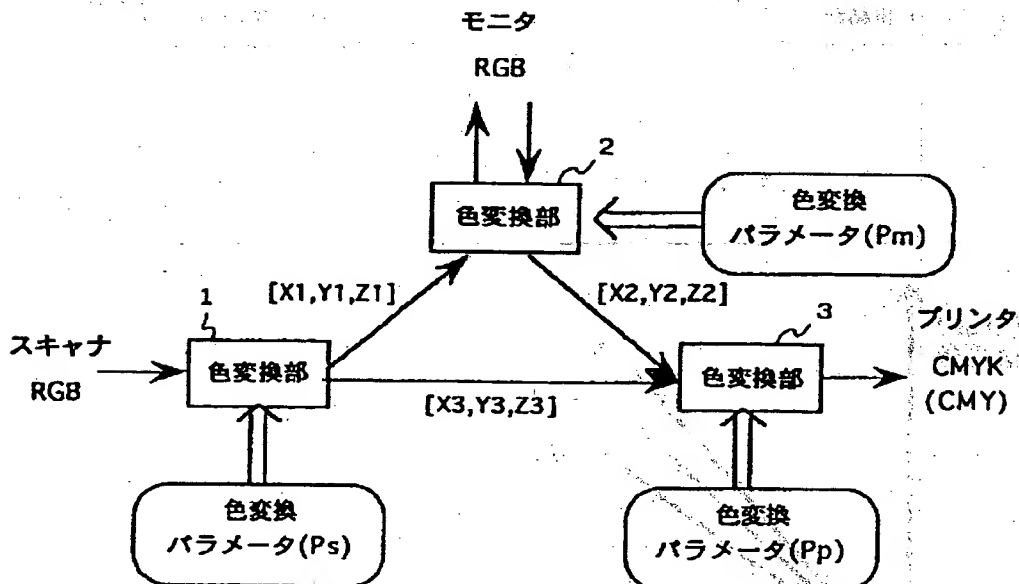 モニタ
RGB
2
色変換部
色変換
パラメータ(Pm)
[X1,Y1,Z1]
[X2,Y2,Z2]
1
3
スキャナ
RGB
色変換部
[X3,Y3,Z3]
色変換部
プリンタ
CMYK
(CMY)
色変換
パラメータ(Ps)
色変換
パラメータ(Pp)